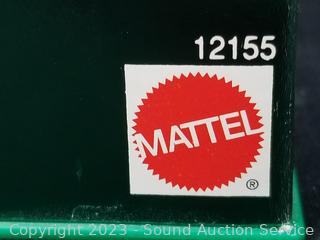 12155
MATTEL
®
Copyright 2023 - Sound Auction Service